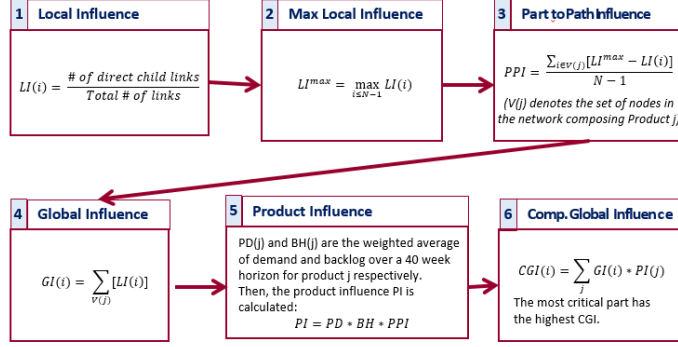 1 Local Influence
LI(i) = # of direct child links / Total # of links
2 Max Local Influence
LI^max = max_{i≤N−1} LI(i)
3 Part to Path Influence
PPI = ∑_{i∈V(j)}[LI^max − LI(i)] / N − 1
(V(j) denotes the set of nodes in
the network composing Product j)
4 Global Influence
GI(i) = ∑_{V(j)} [LI(i)]
5 Product Influence
PD(j) and BH(j) are the weighted average
of demand and backlog over a 40 week
horizon for product j respectively.
Then, the product influence PI is
calculated:
PI = PD * BH * PPI
6 Comp. Global Influence
CGI(i) = ∑_j GI(i) * PI(j)
The most critical part has
the highest CGI.